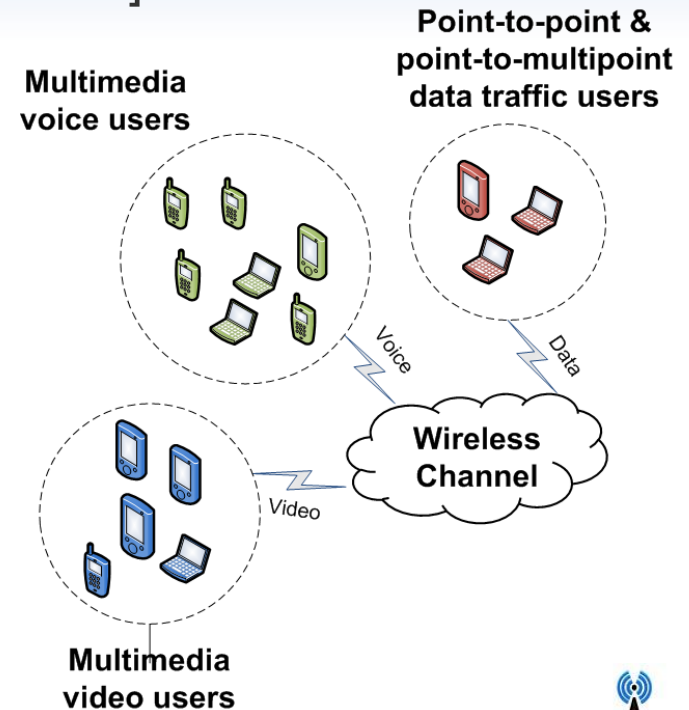 ]
Point-to-point &
point-to-multipoint
data traffic users
Multimedia
voice users
Voice
Data
Wireless
Channel
Video
Multimedia
video users